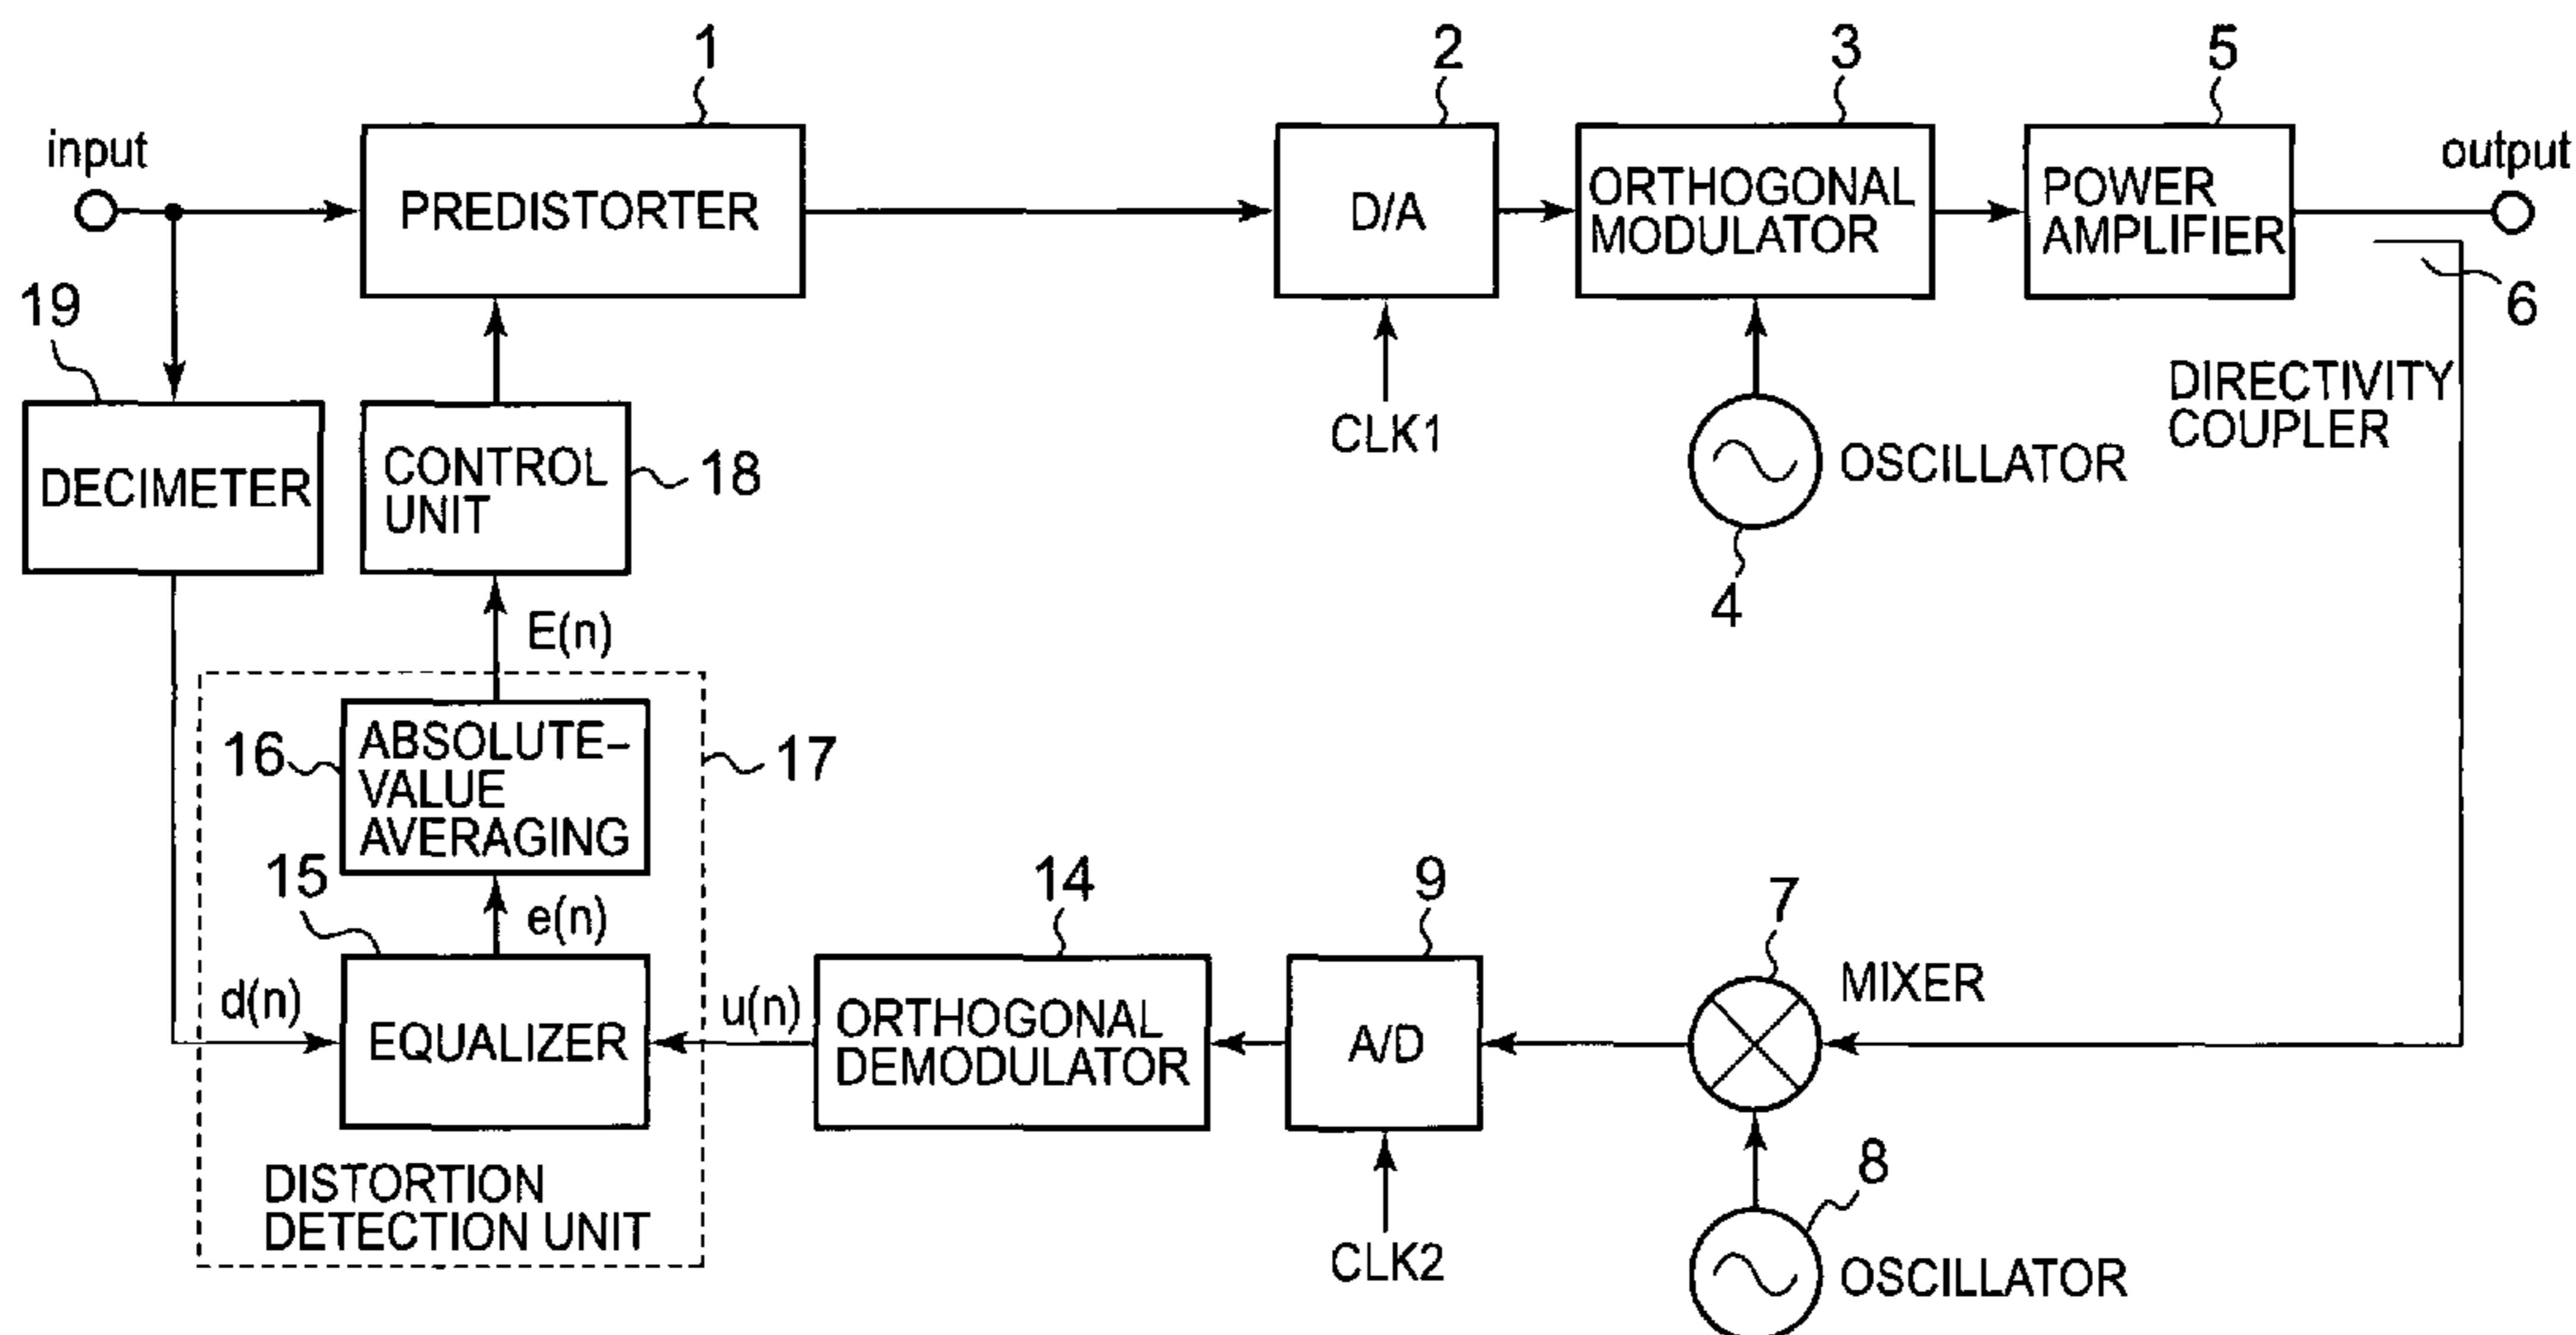 1
2
3
5
input
output
PREDISTORTER
D/A
ORTHOGONAL
MODULATOR
POWER
AMPLIFIER
19
6
DECIMETER
CONTROL
UNIT
18
CLK1
OSCILLATOR
4
DIRECTIVITY
COUPLER
E(n)
16
ABSOLUTE-
VALUE
AVERAGING
17
15
e(n)
14
9
7
MIXER
d(n)
EQUALIZER
u(n)
ORTHOGONAL
DEMODULATOR
A/D
8
DISTORTION
DETECTION UNIT
CLK2
OSCILLATOR